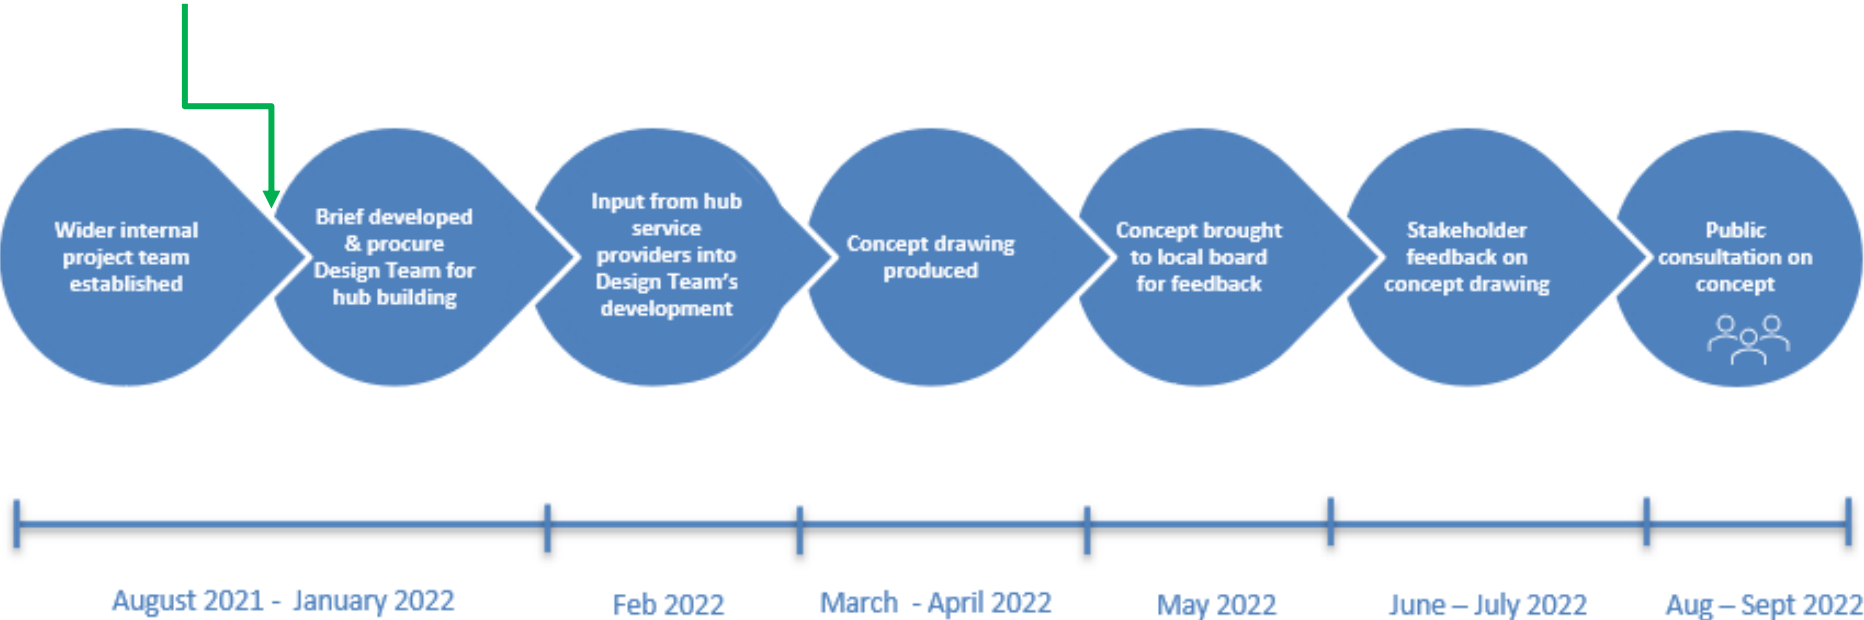 Wider internal
project team
established
Brief developed
& procure
Design Team for
hub building
Input from hub
service
providers into
Design Team's
development
Concept drawing
produced
Concept brought
to local board
for feedback
Stakeholder
feedback on
concept drawing
Public
consultation on
concept
August 2021 - January 2022
Feb 2022
March - April 2022
May 2022
June – July 2022
Aug – Sept 2022